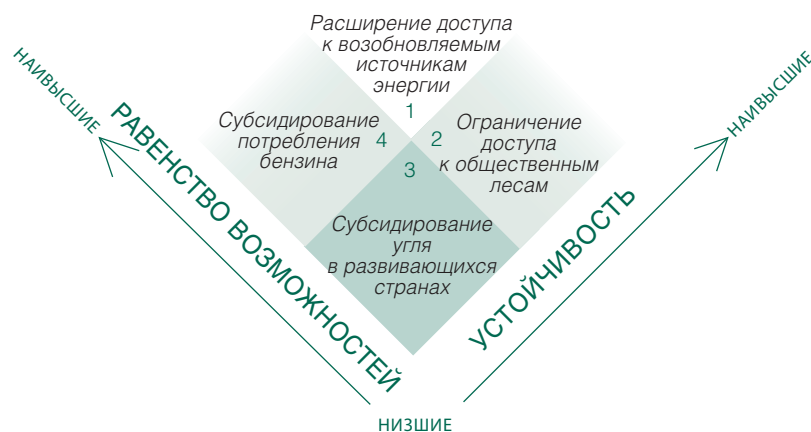 Расширение доступа
к возобновляемым
источникам
энергии
1
НАИВЫСШИЕ
РАВЕНСТВО ВОЗМОЖНОСТЕЙ
Субсидирование
потребления
бензина
4
2
Ограничение
доступа
к общественным
лесам
3
Субсидирование
угля
в развивающихся
странах
УСТОЙЧИВОСТЬ
НАИВЫСШИЕ
НИЗШИЕ